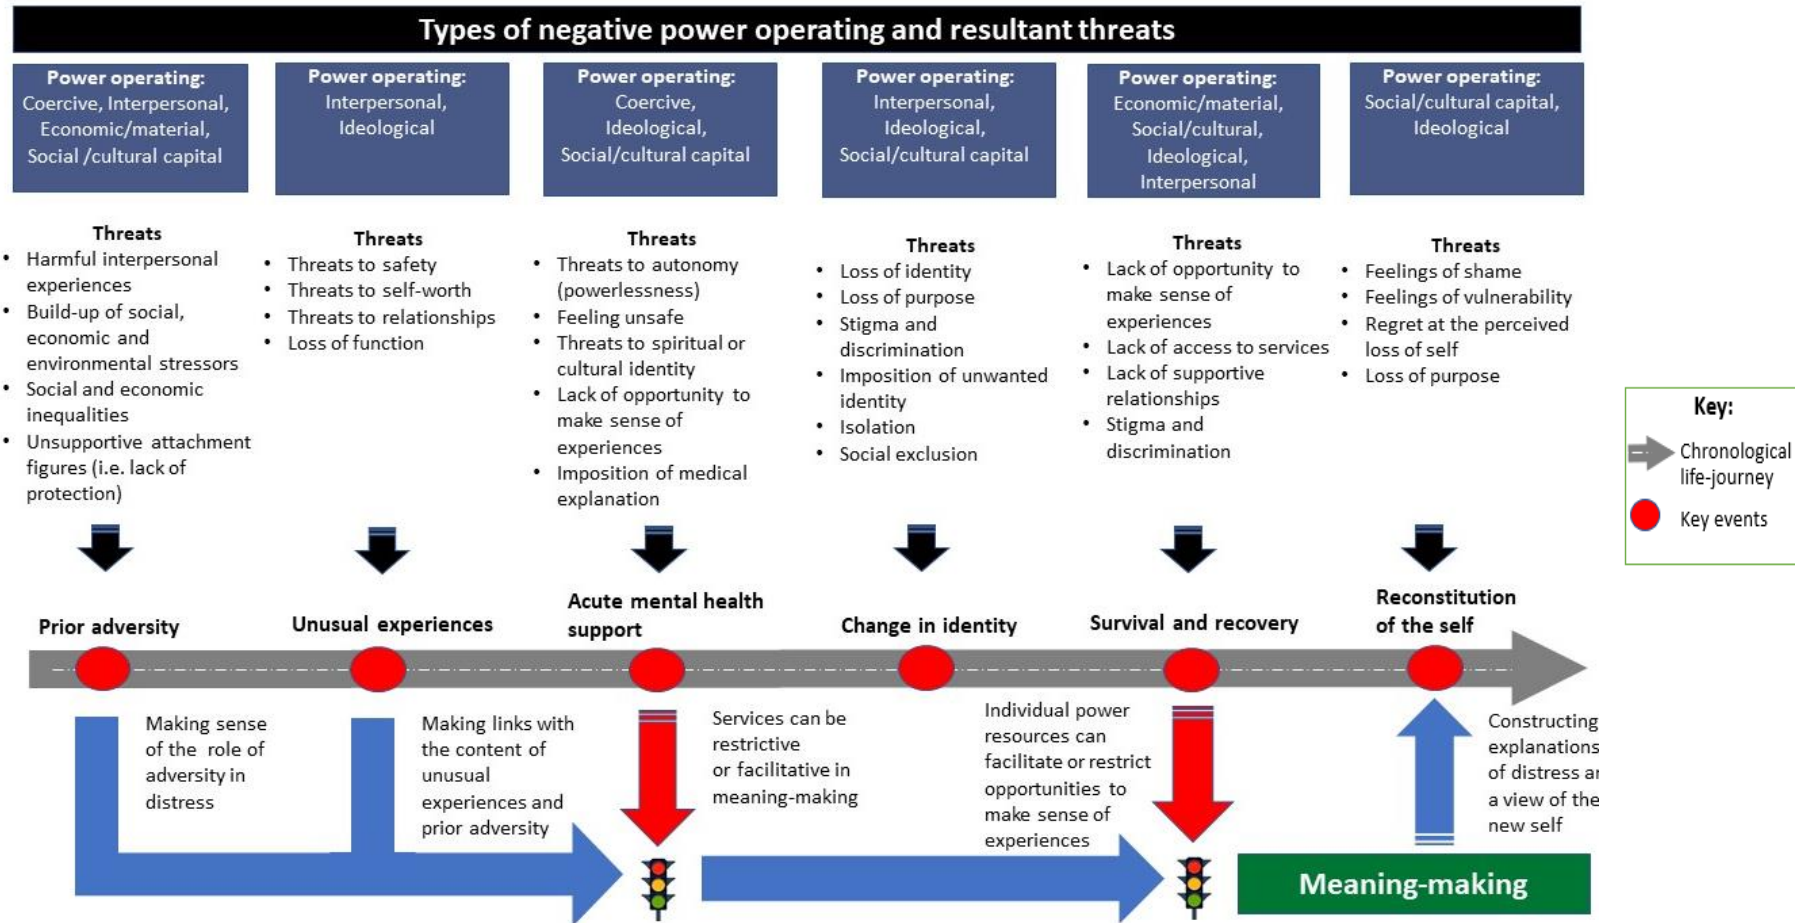 Types of negative power operating and resultant threats
Power operating:
Coercive, Interpersonal,
Economic/material,
Social /cultural capital
Power operating:
Interpersonal,
Ideological
Power operating:
Coercive,
Ideological,
Social/cultural capital
Power operating:
Interpersonal,
Ideological,
Social/cultural capital
Power operating:
Economic/material,
Social/cultural,
Ideological,
Interpersonal
Power operating:
Social/cultural capital,
Ideological
Threats
• Harmful interpersonal
experiences
• Build-up of social,
economic and
environmental stressors
• Social and economic
inequalities
• Unsupportive attachment
figures (i.e. lack of
protection)
Threats
• Threats to safety
• Threats to self-worth
• Threats to relationships
• Loss of function
Threats
• Threats to autonomy
(powerlessness)
• Feeling unsafe
• Threats to spiritual or
cultural identity
• Lack of opportunity to
make sense of
experiences
• Imposition of medical
explanation
Threats
• Loss of identity
• Loss of purpose
• Stigma and
discrimination
• Imposition of unwanted
identity
• Isolation
• Social exclusion
Threats
• Lack of opportunity to
make sense of
experiences
• Lack of access to services
• Lack of supportive
relationships
• Stigma and
discrimination
Threats
• Feelings of shame
• Feelings of vulnerability
• Regret at the perceived
loss of self
• Loss of purpose
Key:
Chronological
life-journey
Key events
Prior adversity
Unusual experiences
Acute mental health
support
Change in identity
Survival and recovery
Reconstitution
of the self
Making sense
of the role of
adversity in
distress
Making links with
the content of
unusual
experiences and
prior adversity
Services can be
restrictive
or facilitative in
meaning-making
Individual power
resources can
facilitate or restrict
opportunities to
make sense of
experiences
Constructing
explanations
of distress
a view of the
new self
Meaning-making